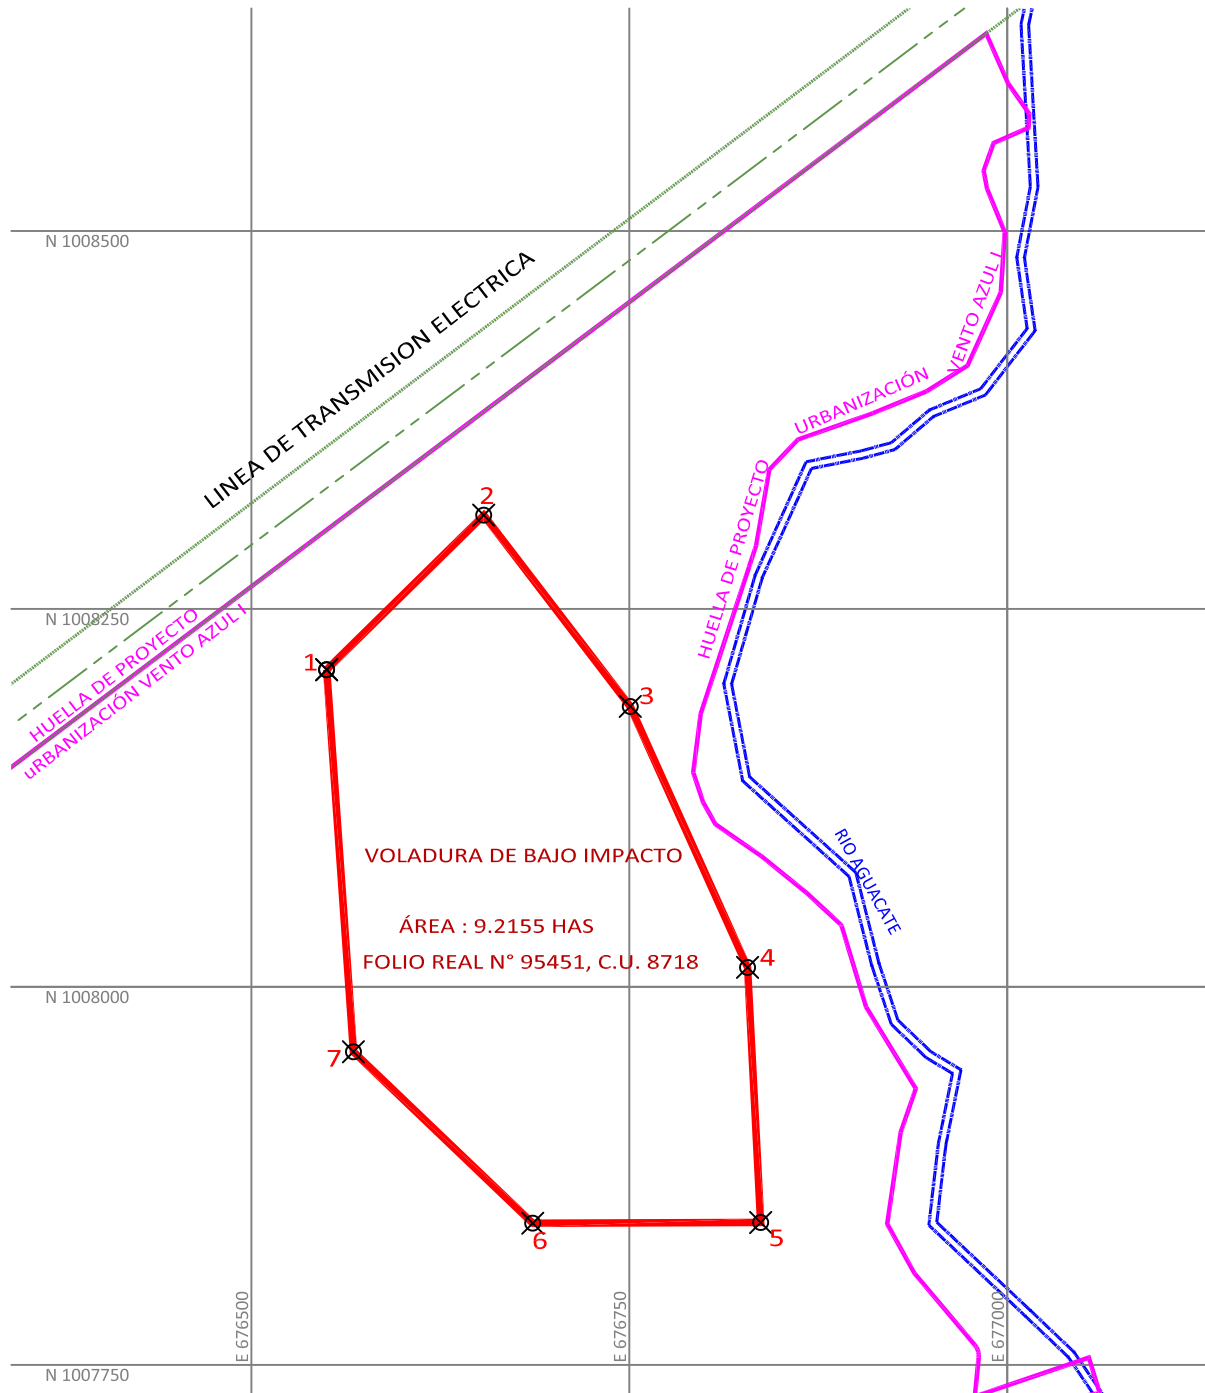 N 1008500
LINEA DE TRANSMISION ELECTRICA
URBANIZACIÓN
VENTO AZUL I
HUELLA DE PROYECTO
2
N 1008250
HUELLA DE PROYECTO
uRBANIZACIÓN VENTO AZUL I
1
3
VOLADURA DE BAJO IMPACTO
RIO AGUACATE
ÁREA : 9.2155 HAS
FOLIO REAL N° 95451, C.U. 8718
4
N 1008000
7
6
5
E 676500
E 676750
E 677000
N 1007750